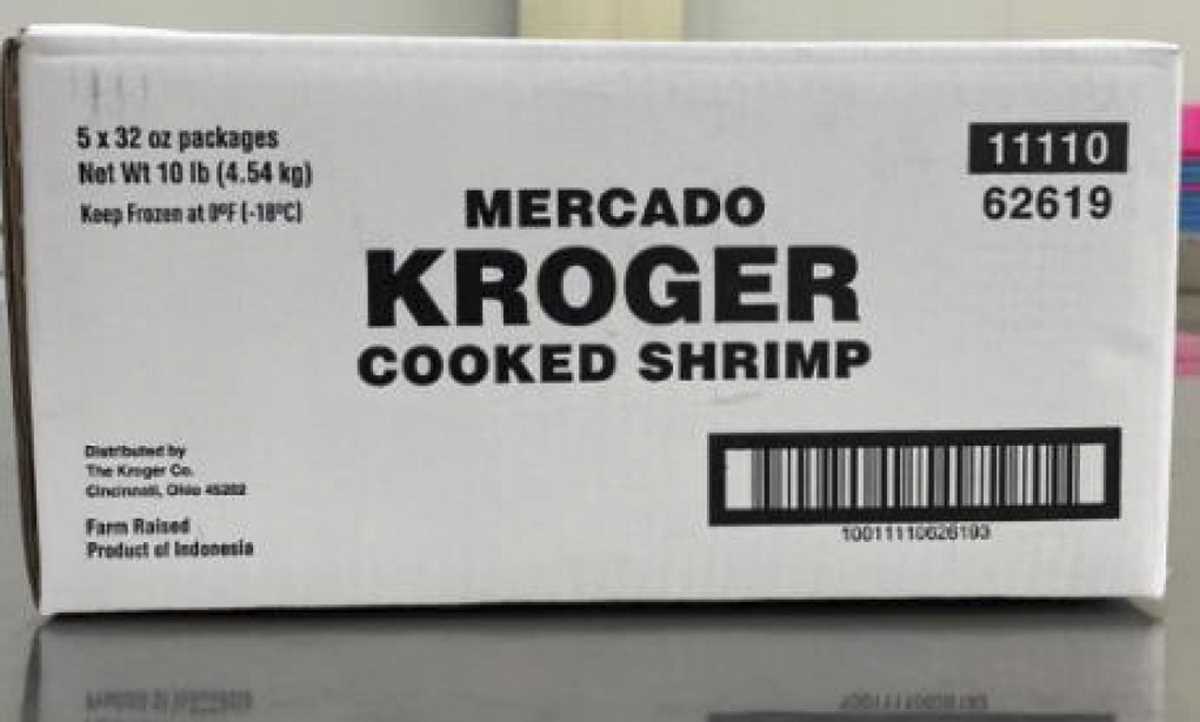 5 x 32 oz packages
Net Wt 10 lb (4.54 kg)
Keep Frozen at 0ºF (-18ºC)
11110
62619
MERCADO
KROGER
COOKED SHRIMP
Distributed by
The Kroger Co.
Cincinnati, Ohio 45202
Farm Raised
Product of Indonesia
10011110626193